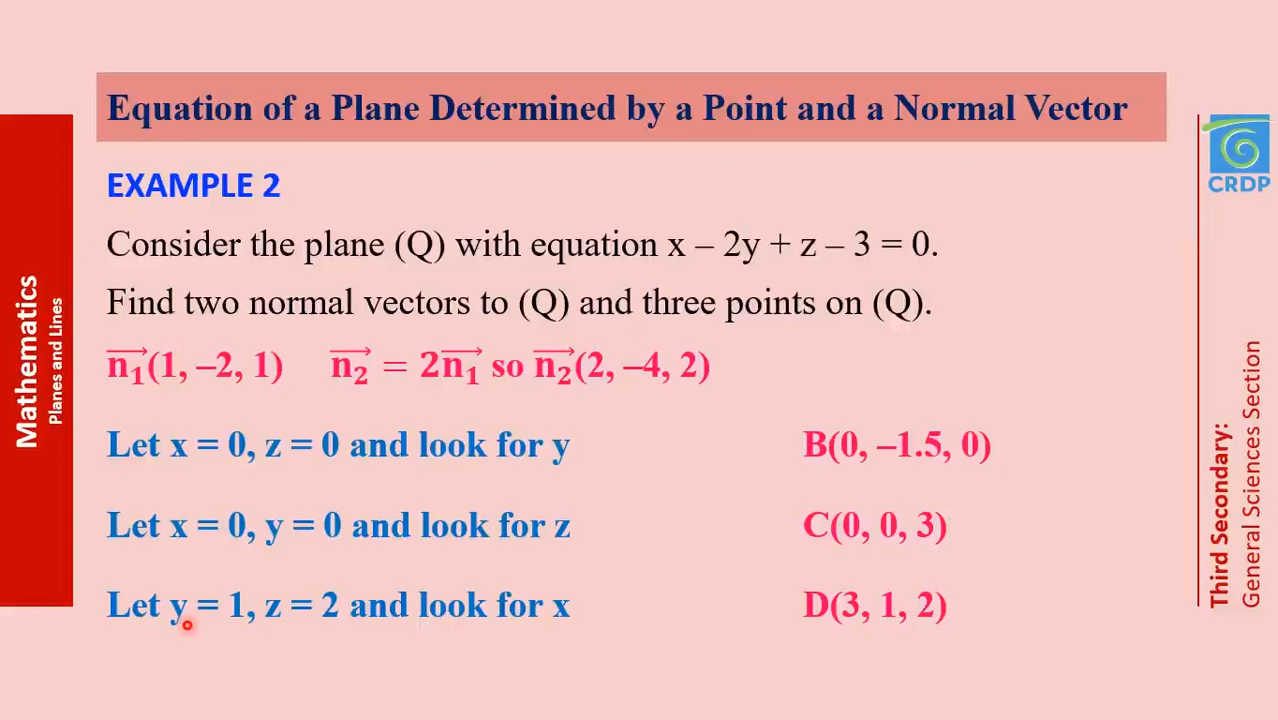 Equation of a Plane Determined by a Point and a Normal Vector
EXAMPLE 2
Consider the plane (Q) with equation x – 2y + z – 3 = 0.
Find two normal vectors to (Q) and three points on (Q).
n₁⃗(1, –2, 1) n₂⃗ = 2n₁⃗ so n₂⃗(2, –4, 2)
Let x = 0, z = 0 and look for y B(0, –1.5, 0)
Let x = 0, y = 0 and look for z C(0, 0, 3)
Let y = 1, z = 2 and look for x D(3, 1, 2)
Mathematics
Planes and Lines
CRDP
Third Secondary:
General Sciences Section